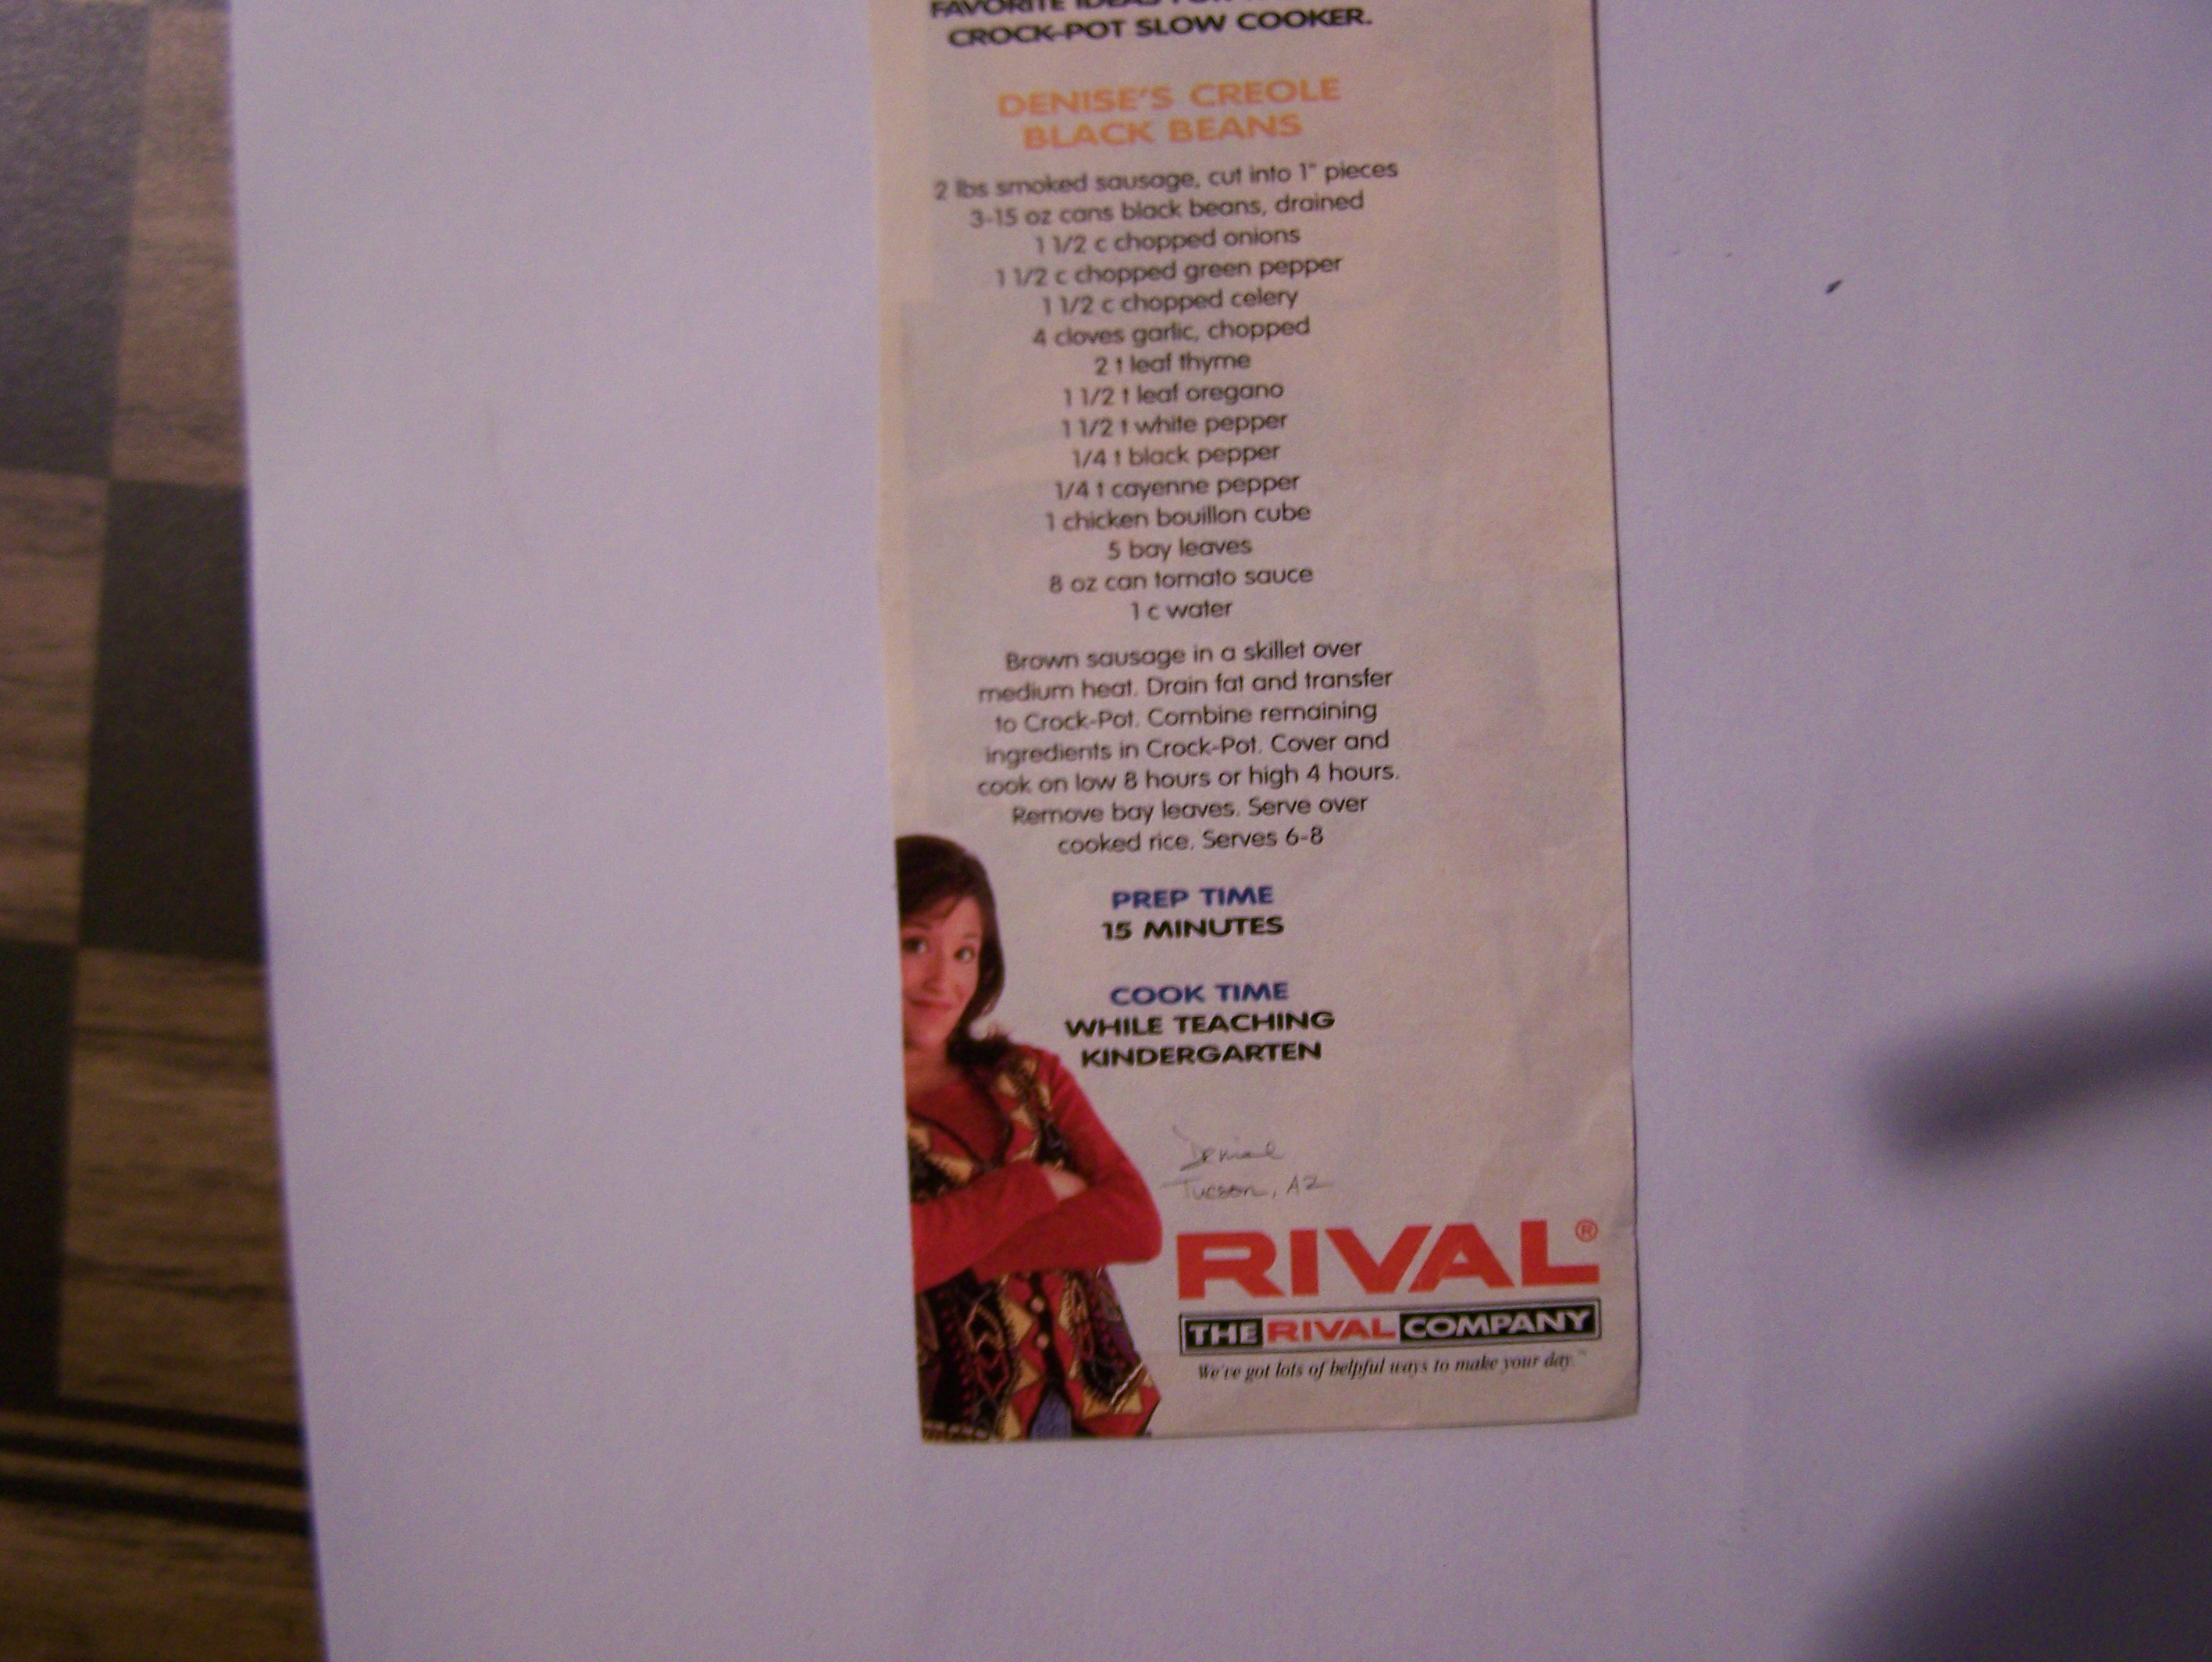 FAVORITE IDEAS
CROCK-POT SLOW COOKER.
DENISE'S CREOLE
BLACK BEANS
2 lbs smoked sausage, cut into 1" pieces
3-15 oz cans black beans, drained
1 1/2 c chopped onions
1 1/2 c chopped green pepper
1 1/2 c chopped celery
4 cloves garlic, chopped
2 t leaf thyme
1 1/2 t leaf oregano
1 1/2 t white pepper
1/4 t black pepper
1/4 t cayenne pepper
1 chicken bouillon cube
5 bay leaves
8 oz can tomato sauce
1 c water
Brown sausage in a skillet over
medium heat. Drain fat and transfer
to Crock-Pot. Combine remaining
ingredients in Crock-Pot. Cover and
cook on low 8 hours or high 4 hours.
Remove bay leaves. Serve over
cooked rice. Serves 6-8
PREP TIME
15 MINUTES
COOK TIME
WHILE TEACHING
KINDERGARTEN
Denise
Tucson, AZ
RIVAL®
THE RIVAL COMPANY
We've got lots of helpful ways to make your day.™